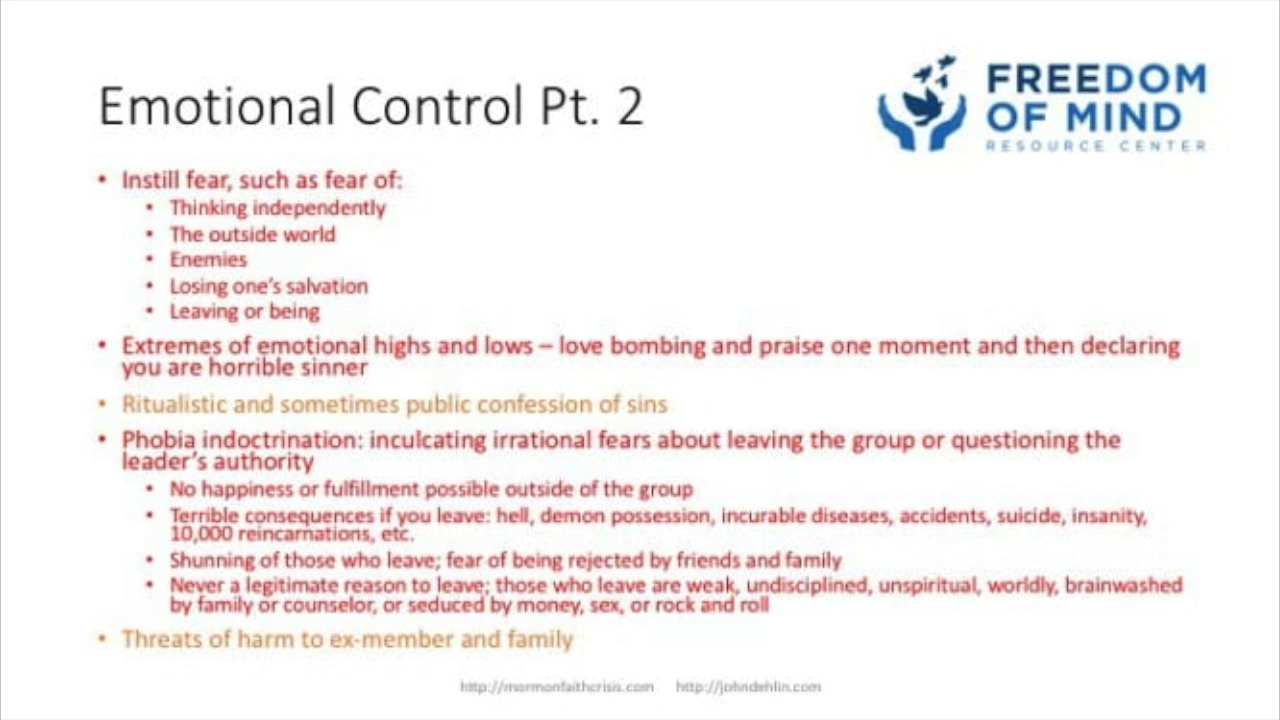 Emotional Control Pt. 2
FREEDOM
OF MIND
RESOURCE CENTER
• Instill fear, such as fear of:
• Thinking independently
• The outside world
• Enemies
• Losing one's salvation
• Leaving or being
• Extremes of emotional highs and lows – love bombing and praise one moment and then declaring
you are horrible sinner
• Ritualistic and sometimes public confession of sins
• Phobia indoctrination: inculcating irrational fears about leaving the group or questioning the
leader's authority
• No happiness or fulfillment possible outside of the group
• Terrible consequences if you leave: hell, demon possession, incurable diseases, accidents, suicide, insanity,
10,000 reincarnations, etc.
• Shunning of those who leave; fear of being rejected by friends and family
• Never a legitimate reason to leave; those who leave are weak, undisciplined, unspiritual, worldly, brainwashed
by family or counselor, or seduced by money, sex, or rock and roll
• Threats of harm to ex-member and family
http://mormonfaithcrisis.com http://johndehlin.com